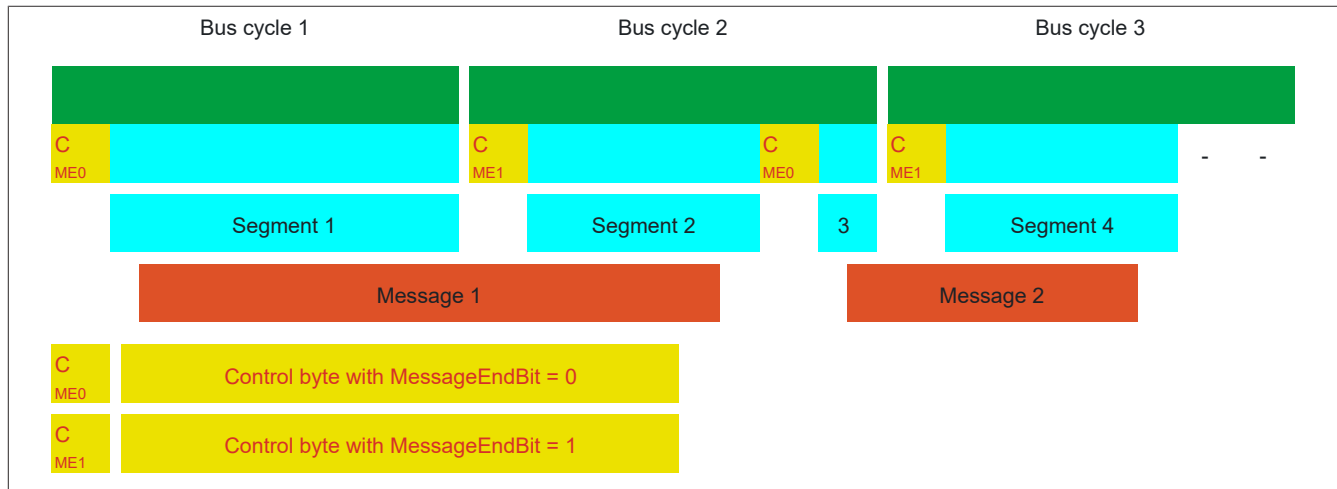 Bus cycle 1 Bus cycle 2 Bus cycle 3
C C C C
ME0 ME1 ME0 ME1 - -
Segment 1 Segment 2 3 Segment 4
Message 1 Message 2
C
ME0 Control byte with MessageEndBit = 0
C
ME1 Control byte with MessageEndBit = 1